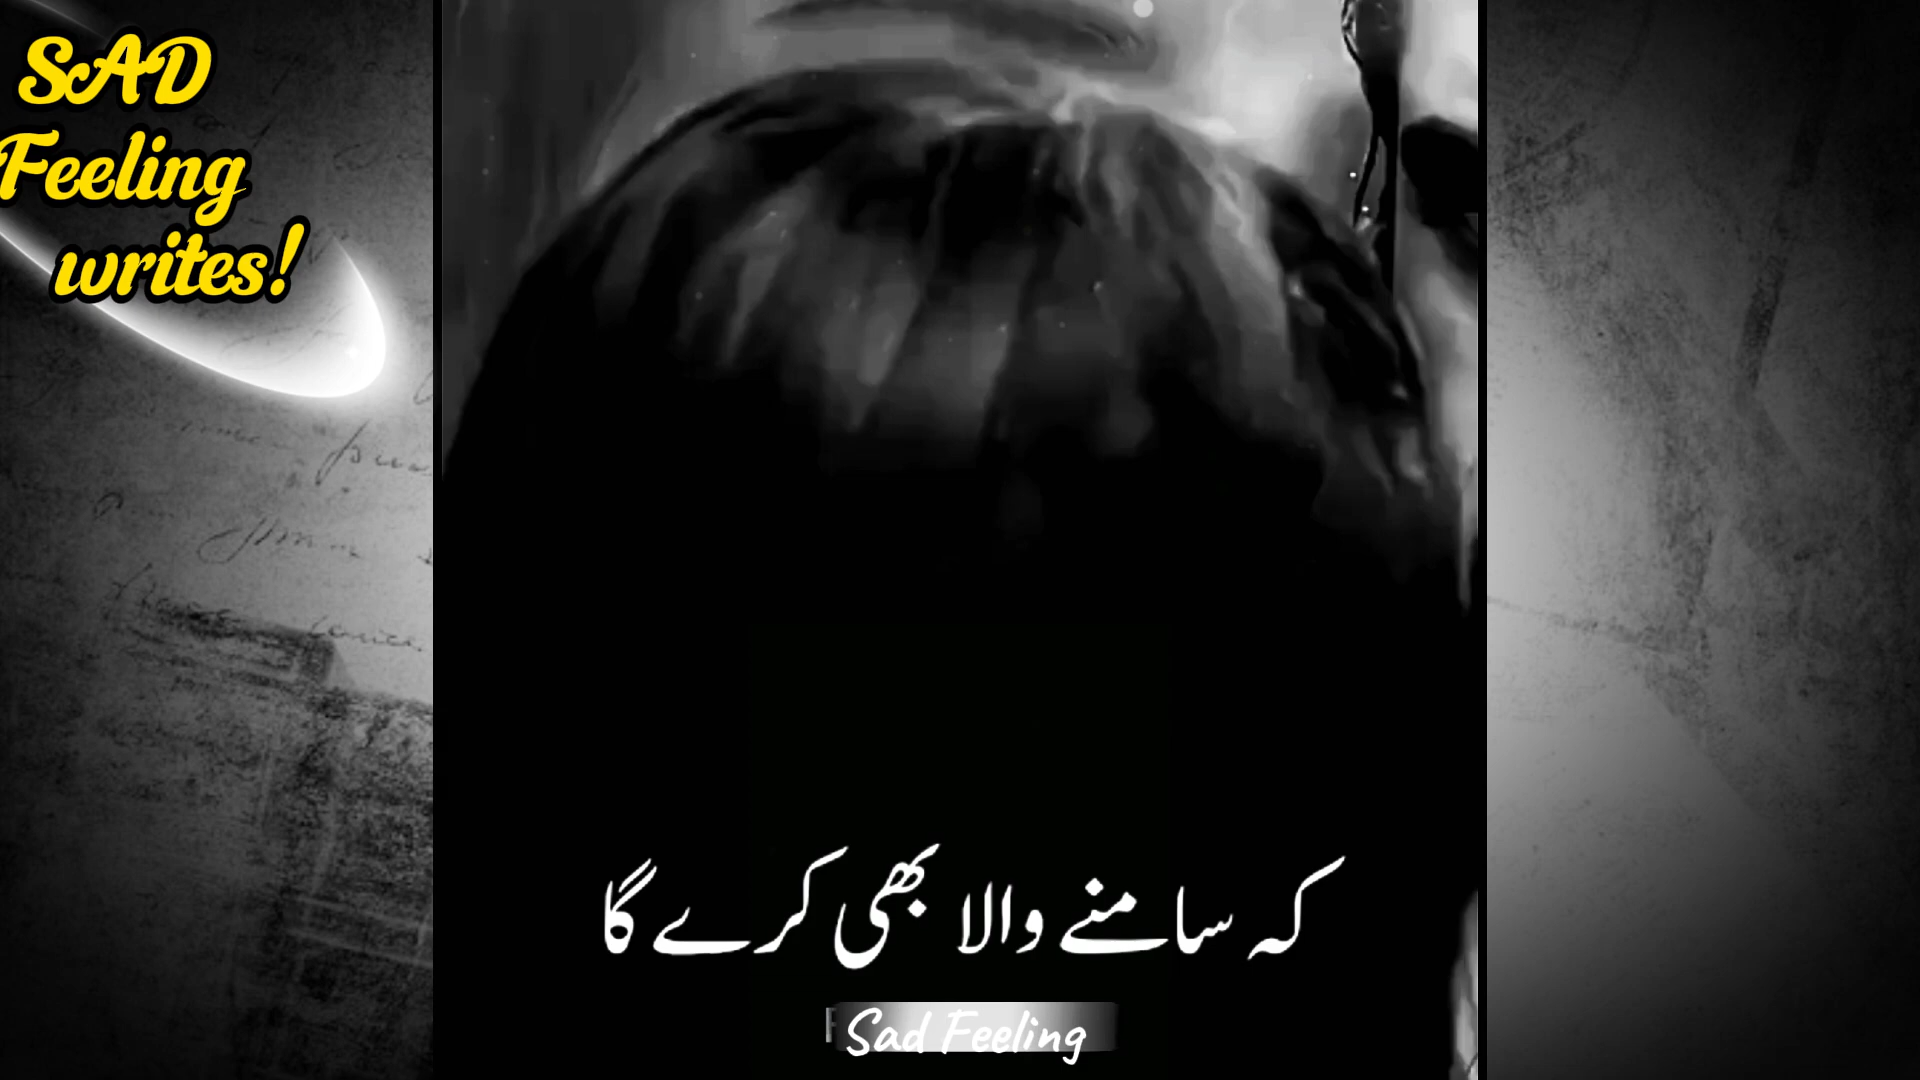 SAD
Feeling
writes!
کہ سامنے والا بھی کرے گا
Sad Feeling